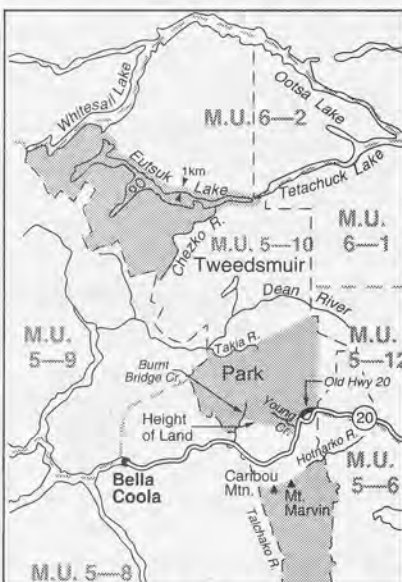 Whitesail Lake
Ootsa Lake
M.U. 6—2
1km
Eutsuk Lake
Tetachuck Lake
Chezko R.
M.U. 5—10
M.U.
6—1
Tweedsmuir
Dean River
M.U.
5—9
Takia R.
M.U.
5—12
Burnt
Bridge Cr.
Park
Old Hwy 20
Height
of Land
Young
Cr.
20
Hotnarko R.
Bella
Coola
Caribou
Mtn.
Mt.
Marvin
M.U.
5—6
Talchako R.
M.U. 5—8